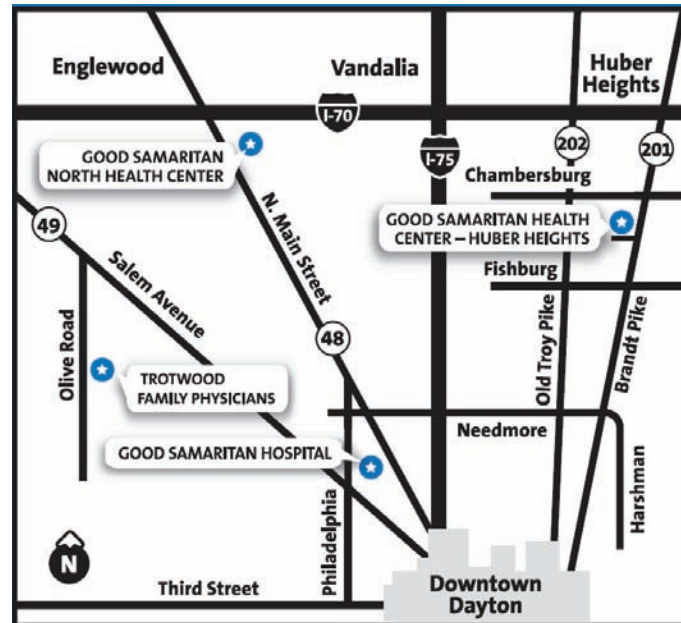 Englewood
Vandalia
Huber
Heights
I-70
I-75
202
201
GOOD SAMARITAN
NORTH HEALTH CENTER
Chambersburg
49
N. Main Street
GOOD SAMARITAN HEALTH
CENTER – HUBER HEIGHTS
Salem Avenue
Fishburg
Olive Road
48
Old Troy Pike
Brandt Pike
TROTWOOD
FAMILY PHYSICIANS
Needmore
GOOD SAMARITAN HOSPITAL
Harshman
Philadelphia
N
Third Street
Downtown
Dayton